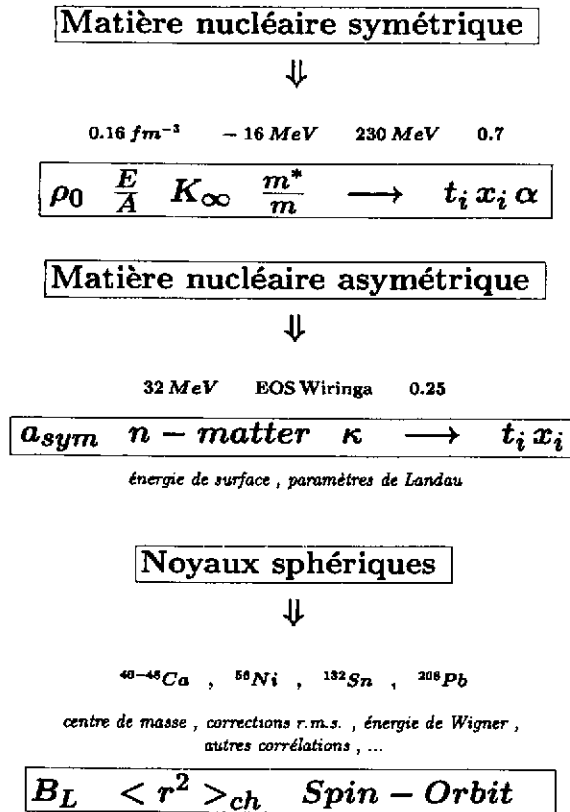 Matière nucléaire symétrique
⇓
0.16 fm⁻³ − 16 MeV 230 MeV 0.7
ρ₀ E/A K∞ m*/m ⟶ tᵢ xᵢ α
Matière nucléaire asymétrique
⇓
32 MeV EOS Wiringa 0.25
a_sym n − matter κ ⟶ tᵢ xᵢ
énergie de surface , paramètres de Landau
Noyaux sphériques
⇓
⁴⁰⁻⁴⁸Ca , ⁵⁶Ni , ¹³²Sn , ²⁰⁸Pb
centre de masse , corrections r.m.s. , énergie de Wigner ,
autres corrélations , ...
B_L < r² >_ch Spin − Orbit